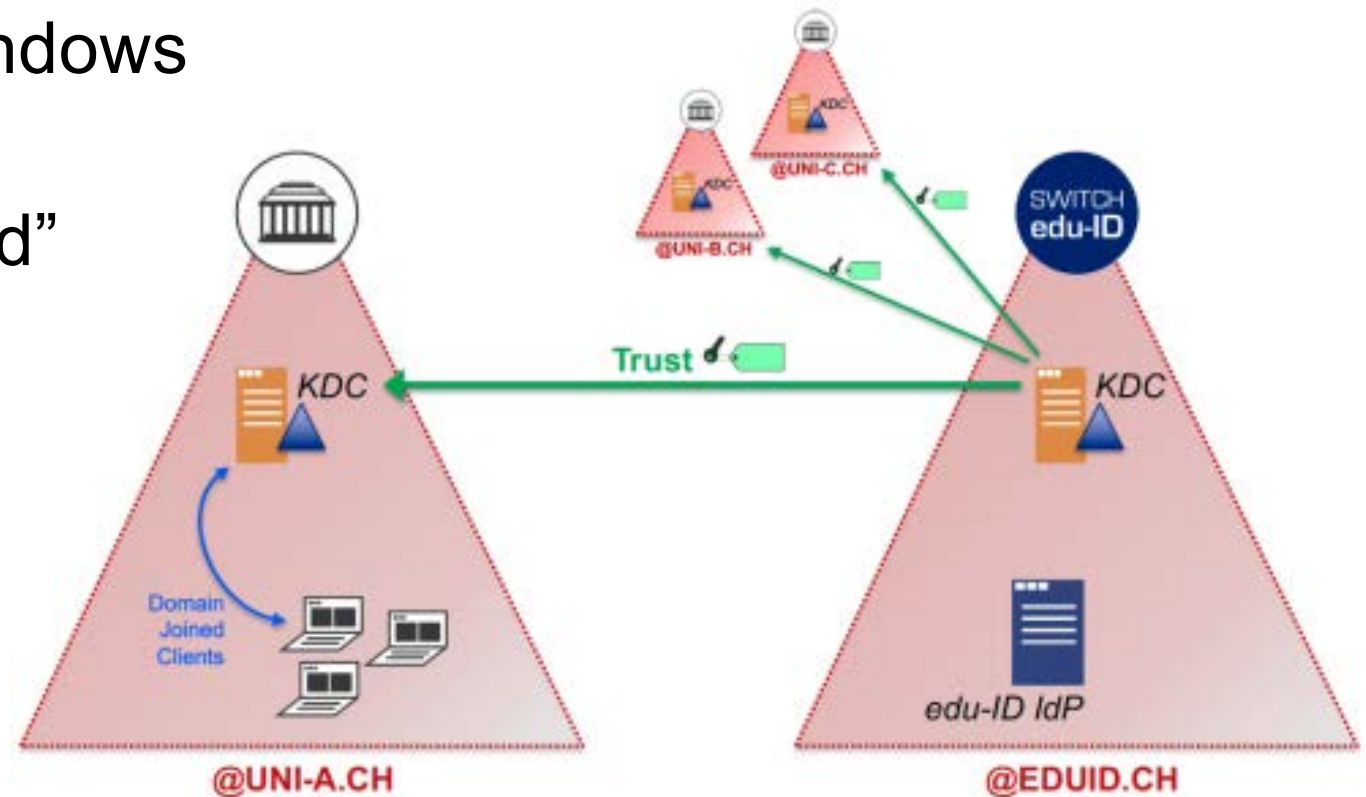 ndows
d”
KDC
@UNI-C.CH
KDC
@UNI-B.CH
SWITCH
edu-ID
Trust
KDC
KDC
Domain
Joined
Clients
edu-ID IdP
@UNI-A.CH
@EDUID.CH